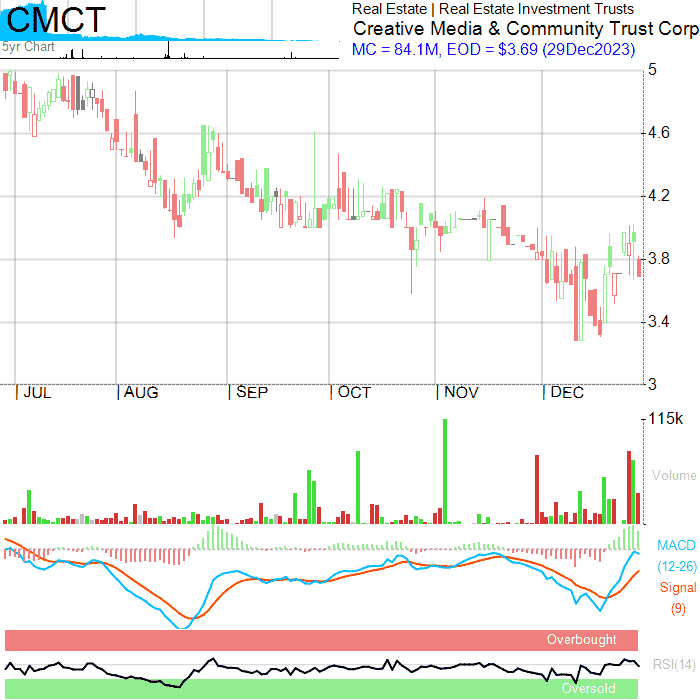 CMCT
5yr Chart
Real Estate | Real Estate Investment Trusts
Creative Media & Community Trust Corp
MC = 84.1M, EOD = $3.69 (29Dec2023)
5
4.6
4.2
3.8
3.4
3
JUL AUG SEP OCT NOV DEC
115k
Volume
MACD
(12-26)
Signal
(9)
Overbought
RSI(14)
Oversold